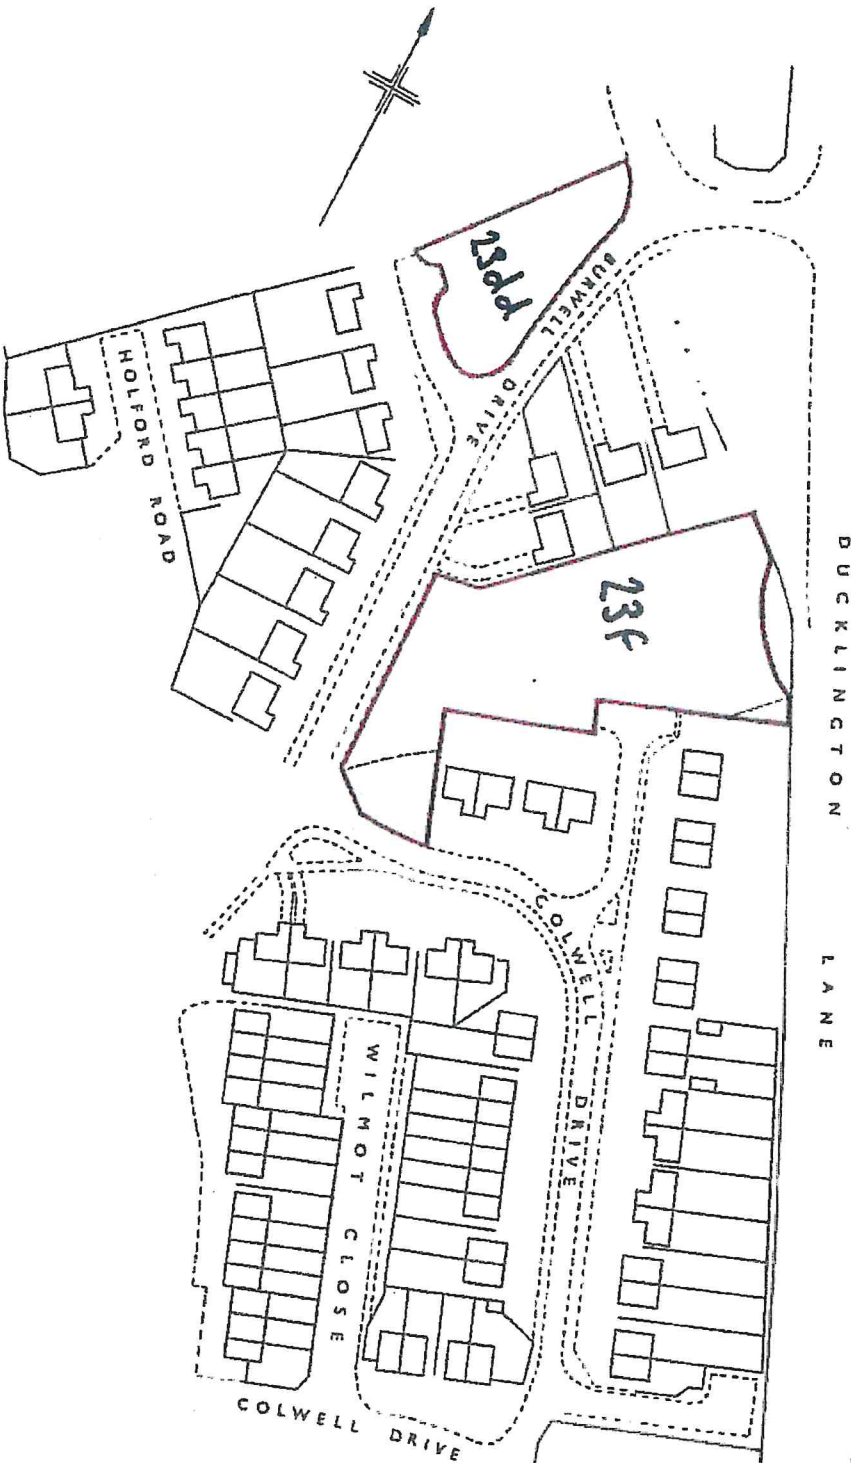 23dd
BURWELL DRIVE
HOLFORD ROAD
23f
DUCKLINGTON LANE
COLWELL DRIVE
WILMOT CLOSE
COLWELL DRIVE